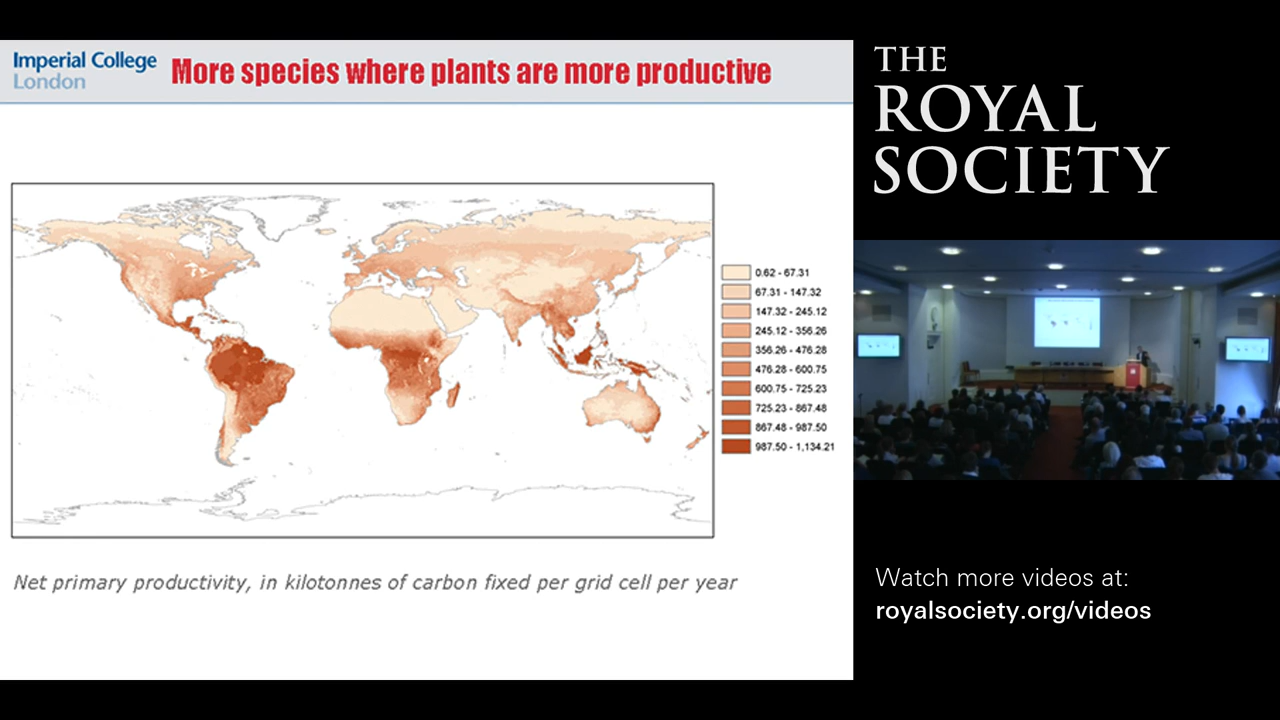 Imperial College
London
More species where plants are more productive
0.62 - 67.31
67.31 - 147.32
147.32 - 245.12
245.12 - 356.26
356.26 - 476.28
476.28 - 600.75
600.75 - 725.23
725.23 - 867.48
867.48 - 987.50
987.50 - 1,134.21
Net primary productivity, in kilotonnes of carbon fixed per grid cell per year
THE
ROYAL
SOCIETY
Watch more videos at:
royalsociety.org/videos